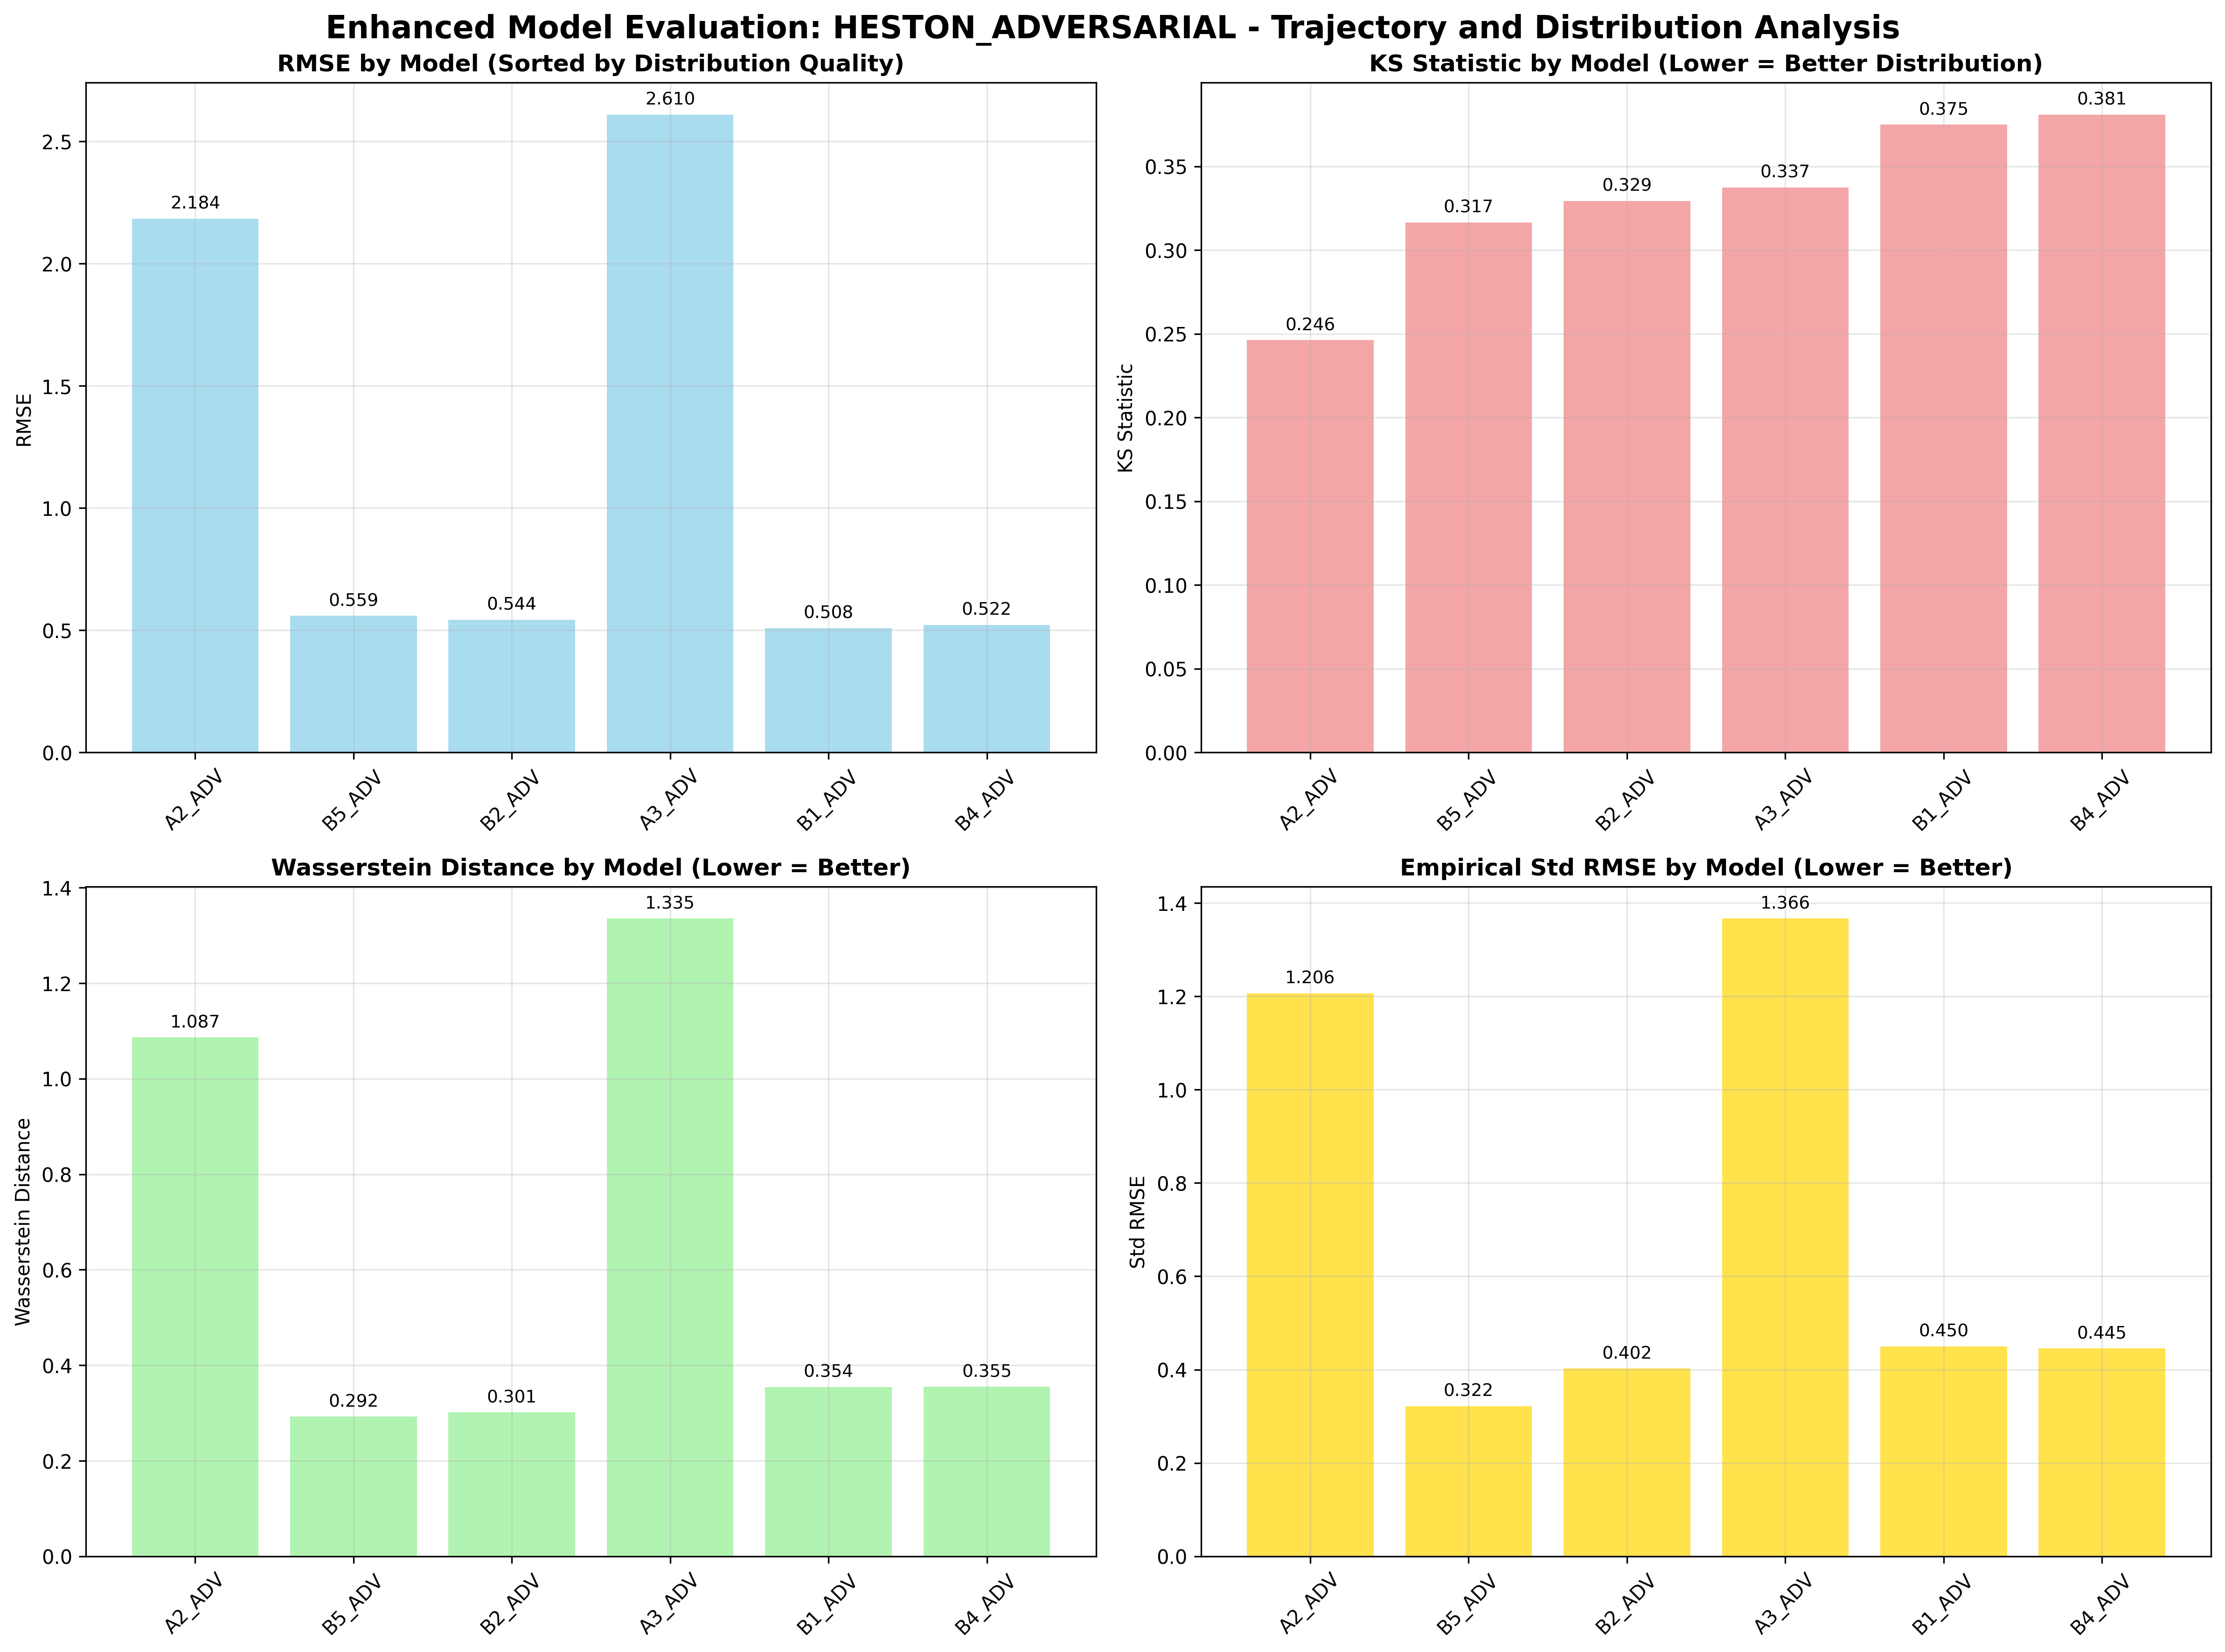 Enhanced Model Evaluation: HESTON_ADVERSARIAL - Trajectory and Distribution Analysis
RMSE by Model (Sorted by Distribution Quality)
RMSE
2.5
2.0
1.5
1.0
0.5
0.0
2.184
0.559
0.544
2.610
0.508
0.522
A2_ADV
B5_ADV
B2_ADV
A3_ADV
B1_ADV
B4_ADV
KS Statistic by Model (Lower = Better Distribution)
KS Statistic
0.35
0.30
0.25
0.20
0.15
0.10
0.05
0.00
0.246
0.317
0.329
0.337
0.375
0.381
A2_ADV
B5_ADV
B2_ADV
A3_ADV
B1_ADV
B4_ADV
Wasserstein Distance by Model (Lower = Better)
Wasserstein Distance
1.4
1.2
1.0
0.8
0.6
0.4
0.2
0.0
1.087
0.292
0.301
1.335
0.354
0.355
A2_ADV
B5_ADV
B2_ADV
A3_ADV
B1_ADV
B4_ADV
Empirical Std RMSE by Model (Lower = Better)
Std RMSE
1.4
1.2
1.0
0.8
0.6
0.4
0.2
0.0
1.206
0.322
0.402
1.366
0.450
0.445
A2_ADV
B5_ADV
B2_ADV
A3_ADV
B1_ADV
B4_ADV